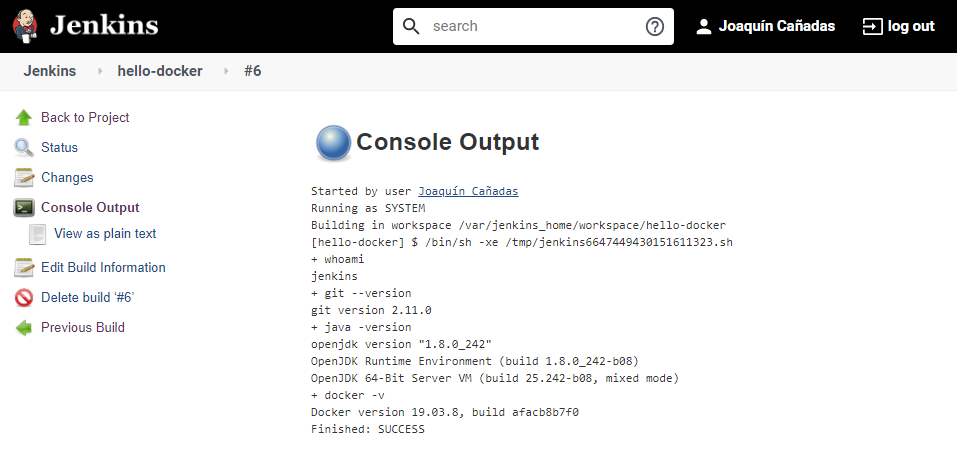 Jenkins
search
Joaquín Cañadas
log out
Jenkins
hello-docker
#6
Back to Project
Status
Changes
Console Output
View as plain text
Edit Build Information
Delete build ‘#6’
Previous Build
Console Output
Started by user Joaquín Cañadas
Running as SYSTEM
Building in workspace /var/jenkins_home/workspace/hello-docker
[hello-docker] $ /bin/sh -xe /tmp/jenkins6647449430151611323.sh
+ whoami
jenkins
+ git --version
git version 2.11.0
+ java -version
openjdk version "1.8.0_242"
OpenJDK Runtime Environment (build 1.8.0_242-b08)
OpenJDK 64-Bit Server VM (build 25.242-b08, mixed mode)
+ docker -v
Docker version 19.03.8, build afacb8b7f0
Finished: SUCCESS